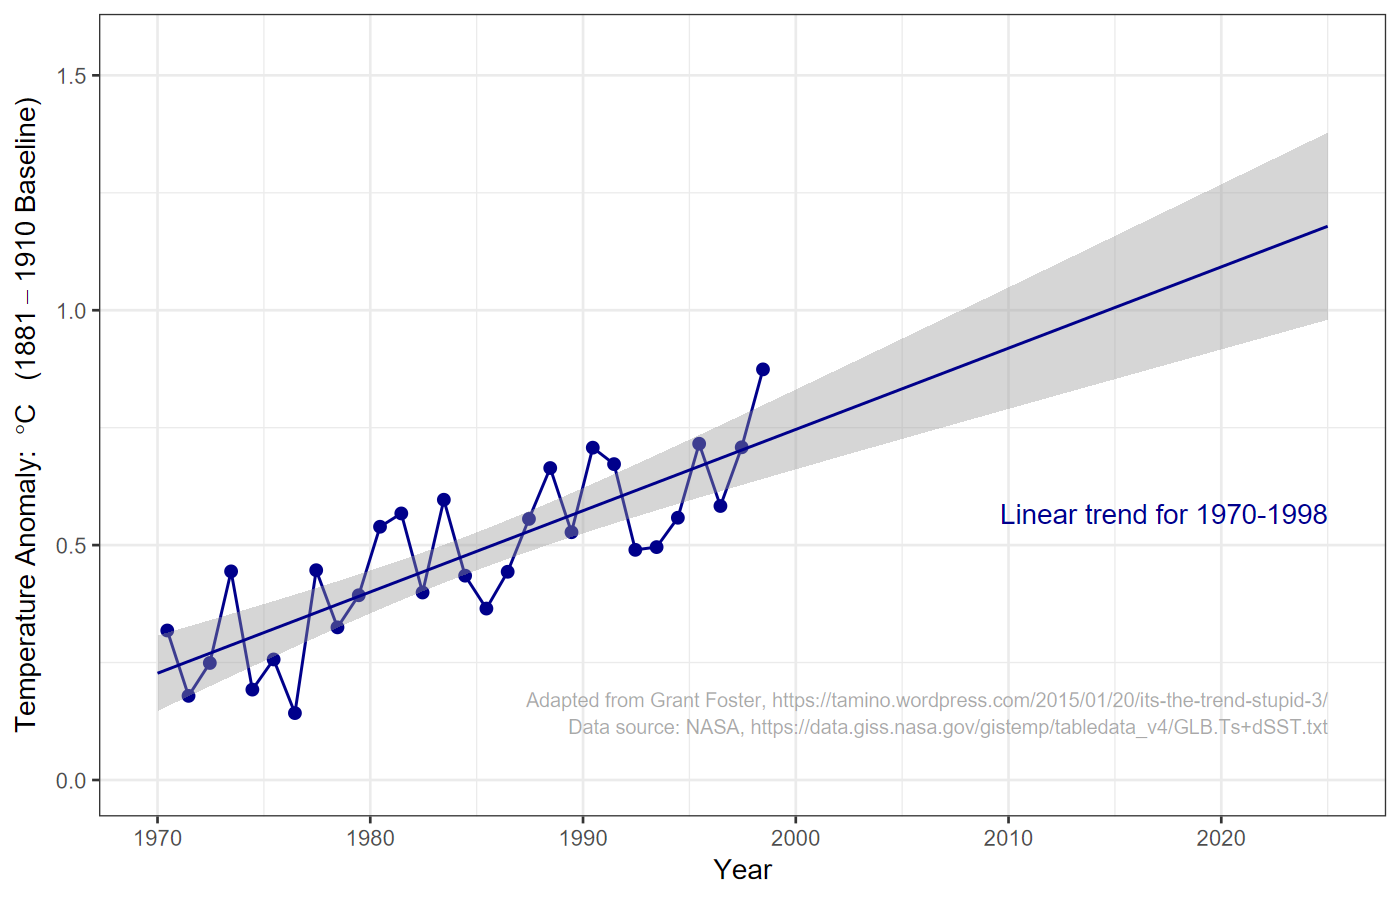 Temperature Anomaly: °C (1881 – 1910 Baseline)
1.5
1.0
0.5
0.0
Linear trend for 1970-1998
Adapted from Grant Foster, https://tamino.wordpress.com/2015/01/20/its-the-trend-stupid-3/
Data source: NASA, https://data.giss.nasa.gov/gistemp/tabledata_v4/GLB.Ts+dSST.txt
1970 1980 1990 2000 2010 2020
Year